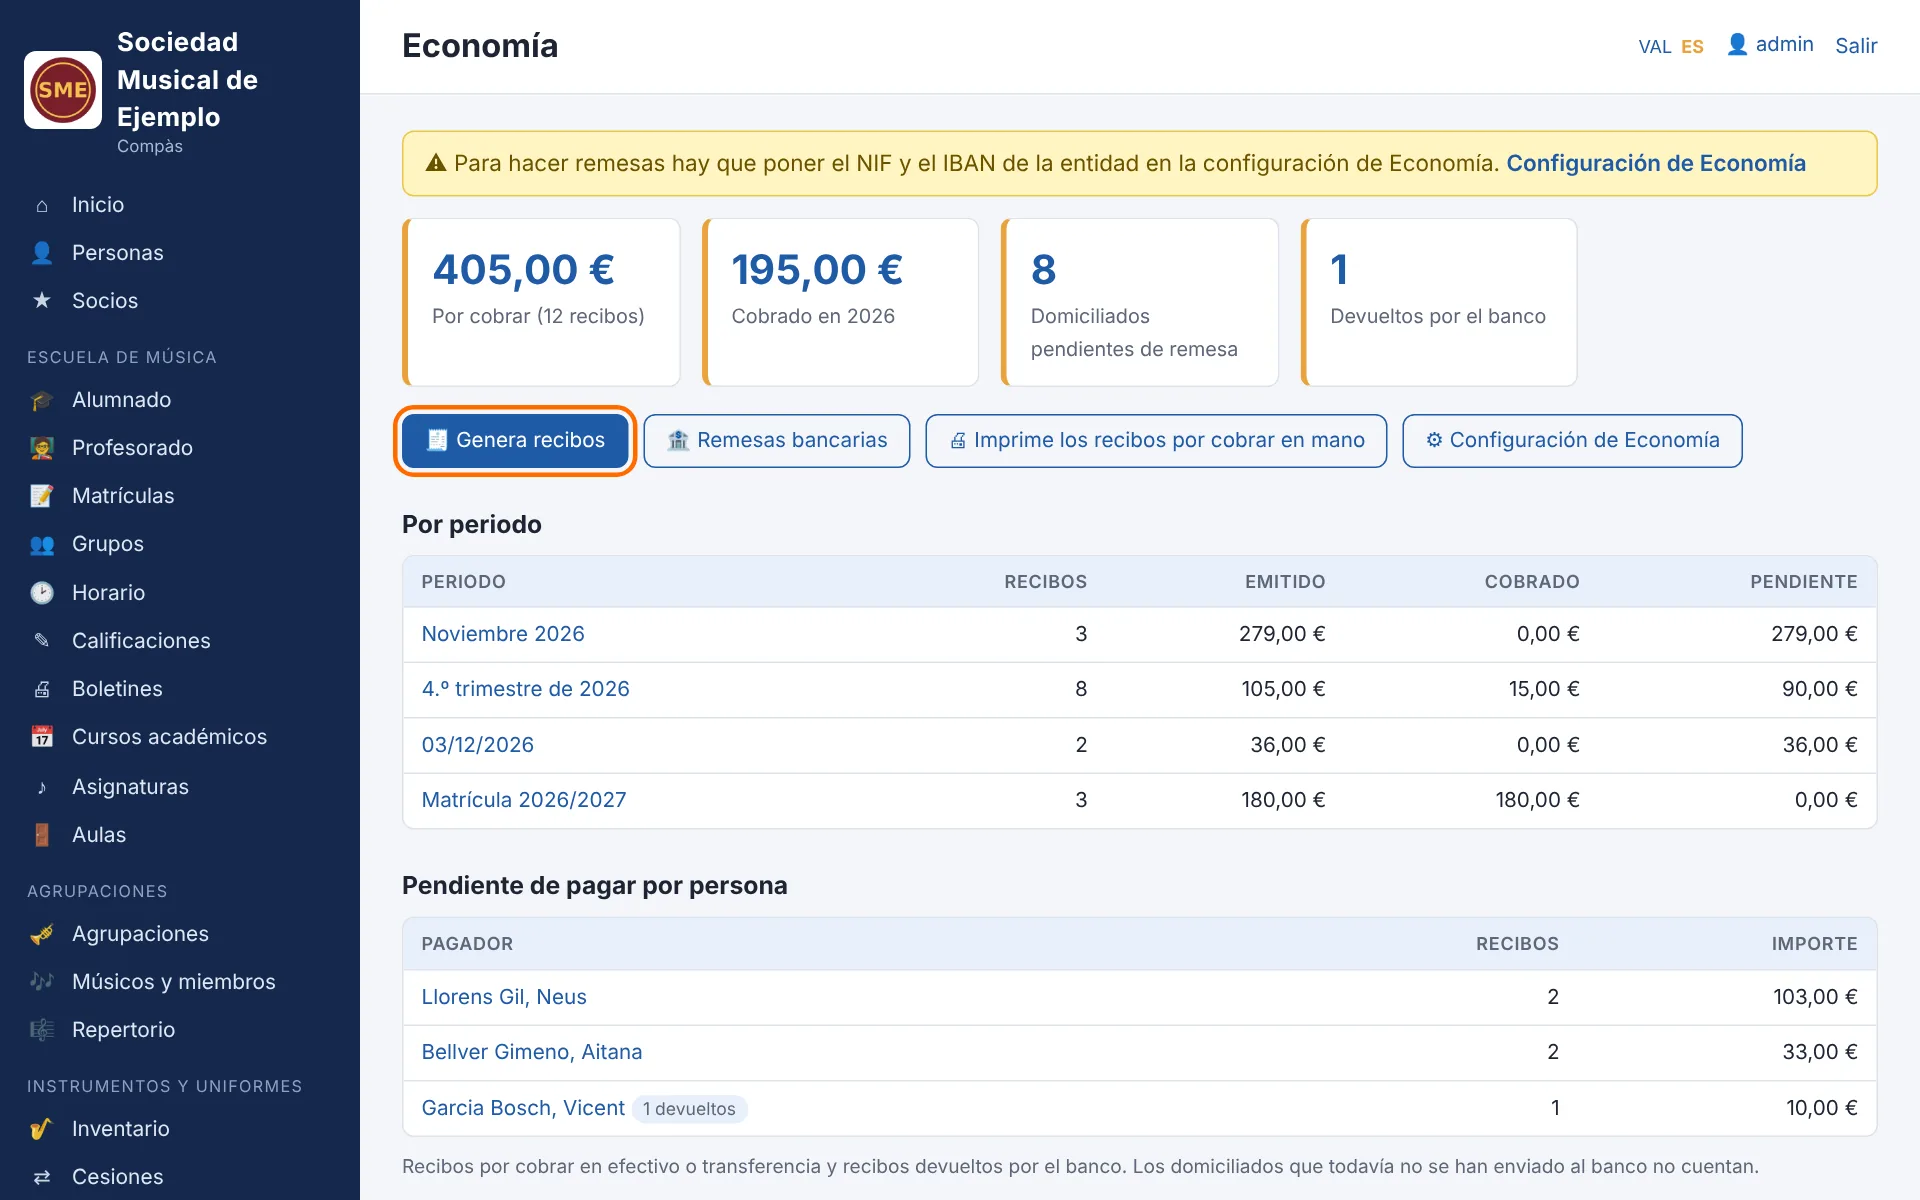 Sociedad
Musical de
Ejemplo
Compàs
SME
Inicio
Personas
Socios
ESCUELA DE MÚSICA
Alumnado
Profesorado
Matrículas
Grupos
Horario
Calificaciones
Boletines
Cursos académicos
Asignaturas
Aulas
AGRUPACIONES
Agrupaciones
Músicos y miembros
Repertorio
INSTRUMENTOS Y UNIFORMES
Inventario
Cesiones
Economía
VAL ES admin Salir
Para hacer remesas hay que poner el NIF y el IBAN de la entidad en la configuración de Economía. Configuración de Economía
405,00 €
Por cobrar (12 recibos)
195,00 €
Cobrado en 2026
8
Domiciliados
pendientes de remesa
1
Devueltos por el banco
Genera recibos
Remesas bancarias
Imprime los recibos por cobrar en mano
Configuración de Economía
Por periodo
PERIODO RECIBOS EMITIDO COBRADO PENDIENTE
Noviembre 2026 3 279,00 € 0,00 € 279,00 €
4.º trimestre de 2026 8 105,00 € 15,00 € 90,00 €
03/12/2026 2 36,00 € 0,00 € 36,00 €
Matrícula 2026/2027 3 180,00 € 180,00 € 0,00 €
Pendiente de pagar por persona
PAGADOR RECIBOS IMPORTE
Llorens Gil, Neus 2 103,00 €
Bellver Gimeno, Aitana 2 33,00 €
Garcia Bosch, Vicent 1 devueltos 1 10,00 €
Recibos por cobrar en efectivo o transferencia y recibos devueltos por el banco. Los domiciliados que todavía no se han enviado al banco no cuentan.